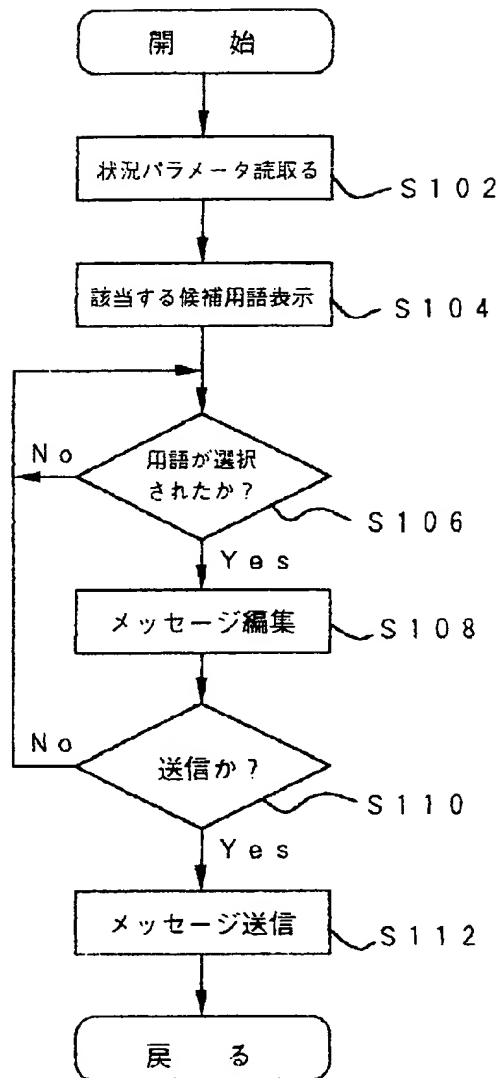 開 始
状況パラメータ読取る
S102
該当する候補用語表示
S104
No
用語が選択
されたか？
S106
Yes
メッセージ編集
S108
No
送信か？
S110
Yes
メッセージ送信
S112
戻 る